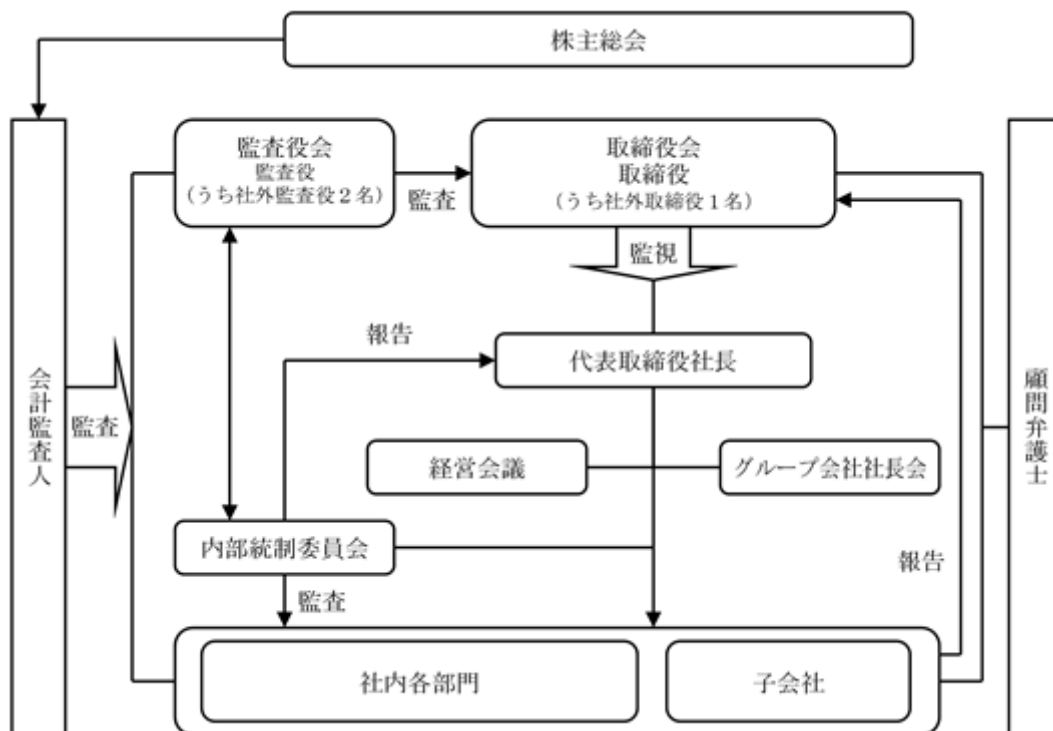 株主総会
監査役会
監査役
(うち社外監査役２名)
監査
取締役会
取締役
(うち社外取締役１名)
監視
報告
代表取締役社長
会計監査人
監査
顧問弁護士
経営会議
グループ会社社長会
内部統制委員会
報告
監査
社内各部門
子会社